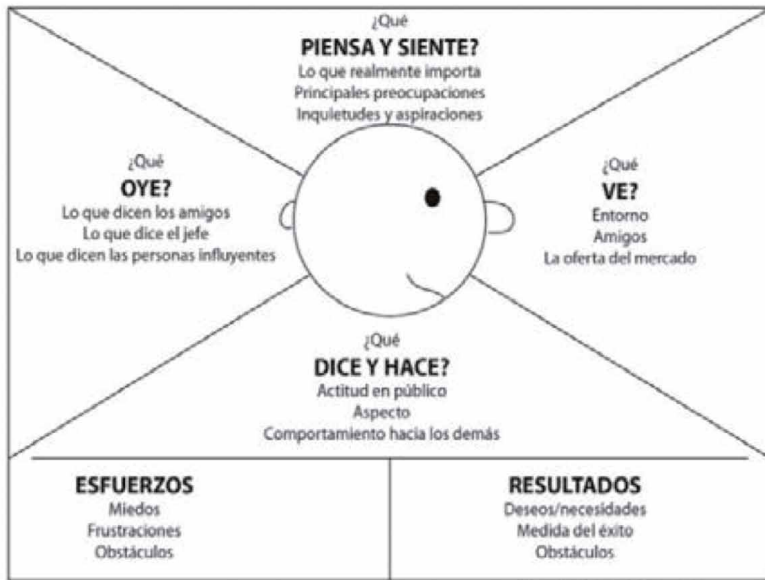 ¿Qué
PIENSA Y SIENTE?
Lo que realmente importa
Principales preocupaciones
Inquietudes y aspiraciones
¿Qué
OYE?
Lo que dicen los amigos
Lo que dice el jefe
Lo que dicen las personas influyentes
¿Qué
VE?
Entorno
Amigos
La oferta del mercado
¿Qué
DICE Y HACE?
Actitud en público
Aspecto
Comportamiento hacia los demás
ESFUERZOS
Miedos
Frustraciones
Obstáculos
RESULTADOS
Deseos/necesidades
Medida del éxito
Obstáculos